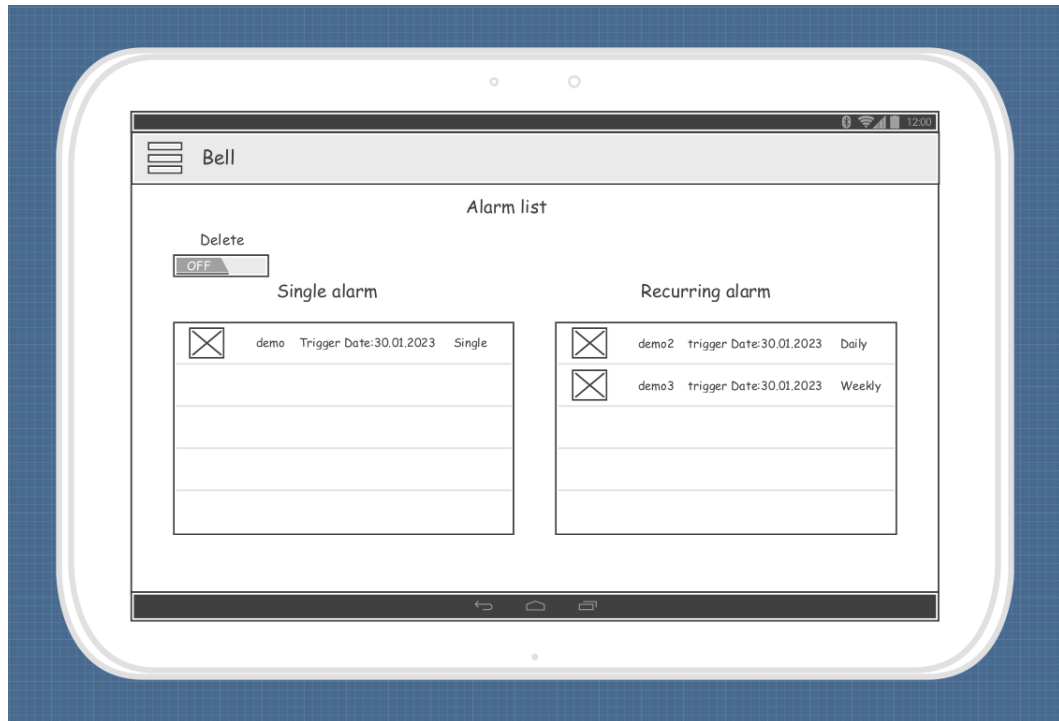 12:00
Bell
Alarm list
Delete
OFF
Single alarm
Recurring alarm
demo Trigger Date:30.01.2023 Single
demo2 trigger Date:30.01.2023 Daily
demo3 trigger Date:30.01.2023 Weekly